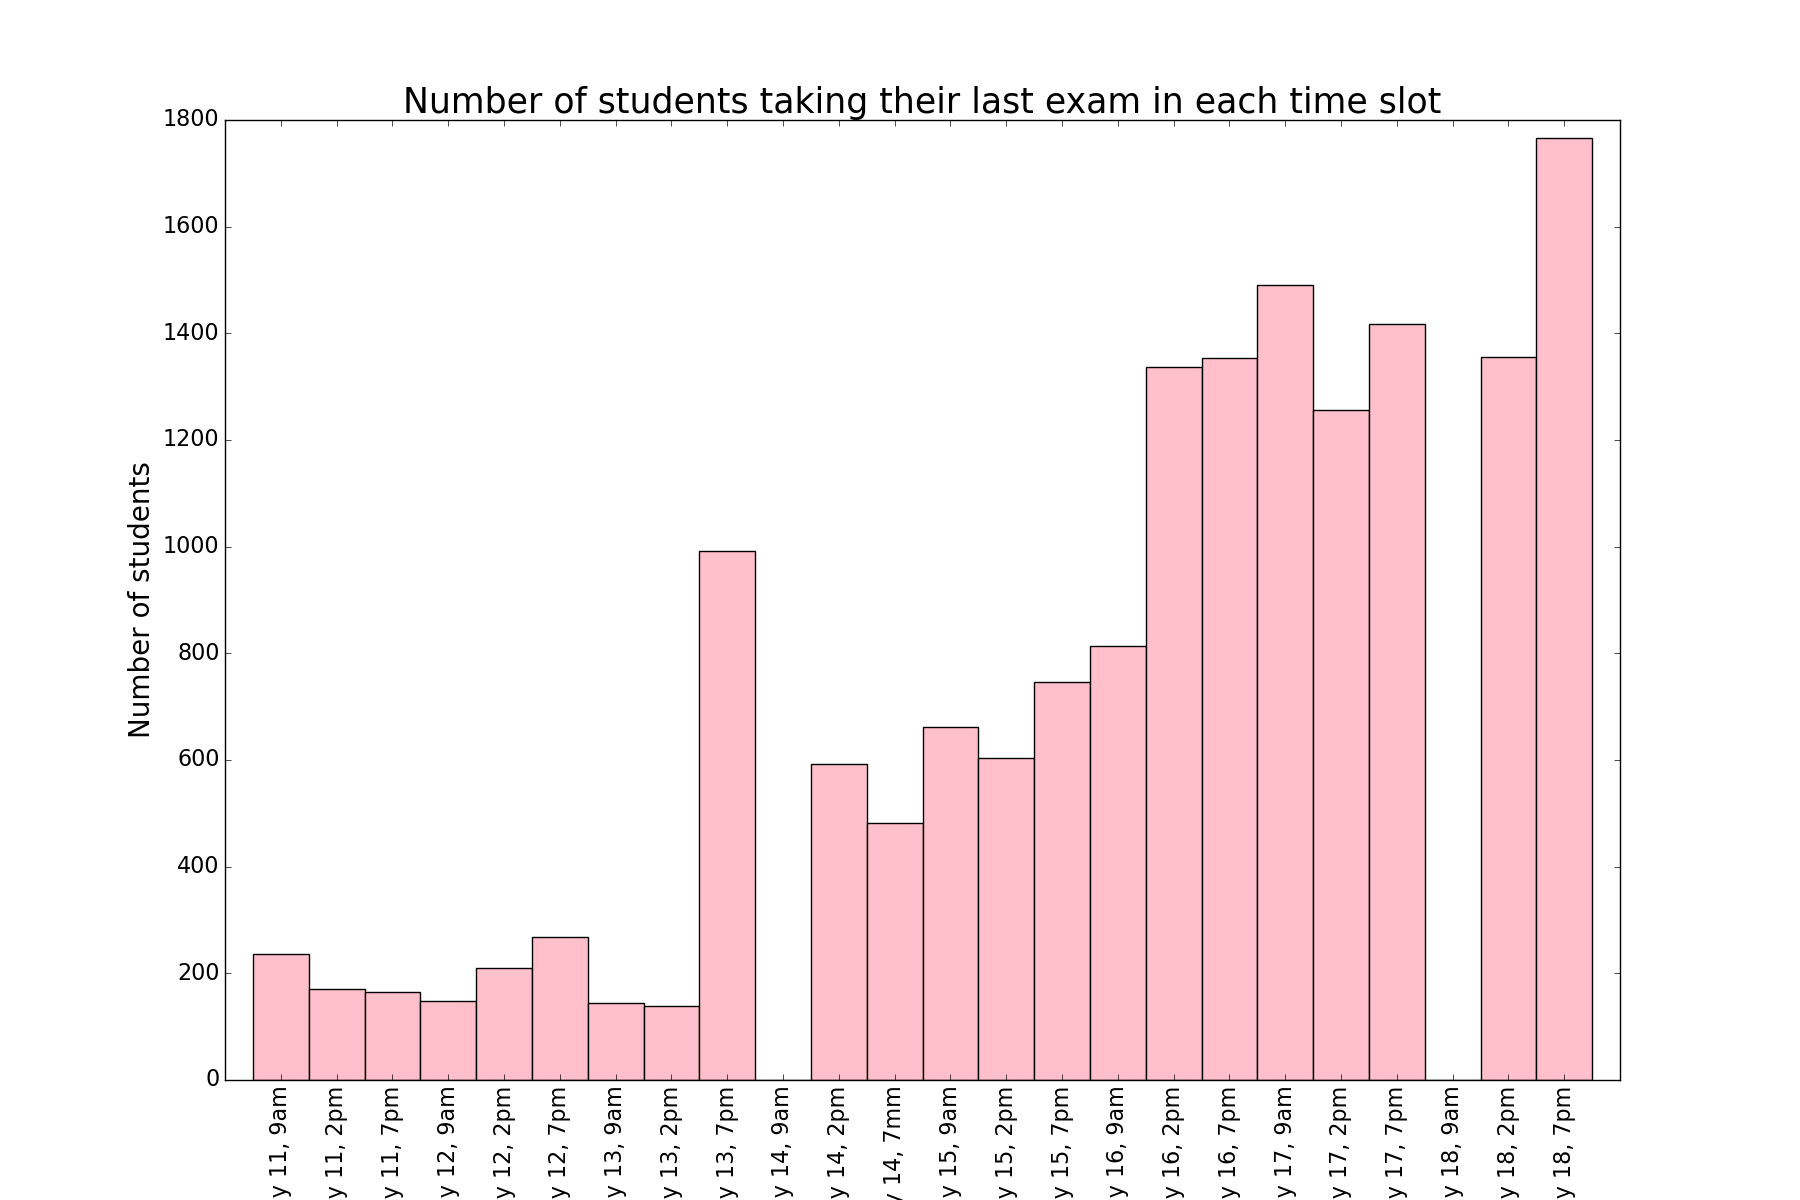 Number of students taking their last exam in each time slot
Number of students
1800
1600
1400
1200
1000
800
600
400
200
0
y 11, 9am
y 11, 2pm
y 11, 7pm
y 12, 9am
y 12, 2pm
y 12, 7pm
y 13, 9am
y 13, 2pm
y 13, 7pm
y 14, 9am
y 14, 2pm
y 14, 7mm
y 15, 9am
y 15, 2pm
y 15, 7pm
y 16, 9am
y 16, 2pm
y 16, 7pm
y 17, 9am
y 17, 2pm
y 17, 7pm
y 18, 9am
y 18, 2pm
y 18, 7pm